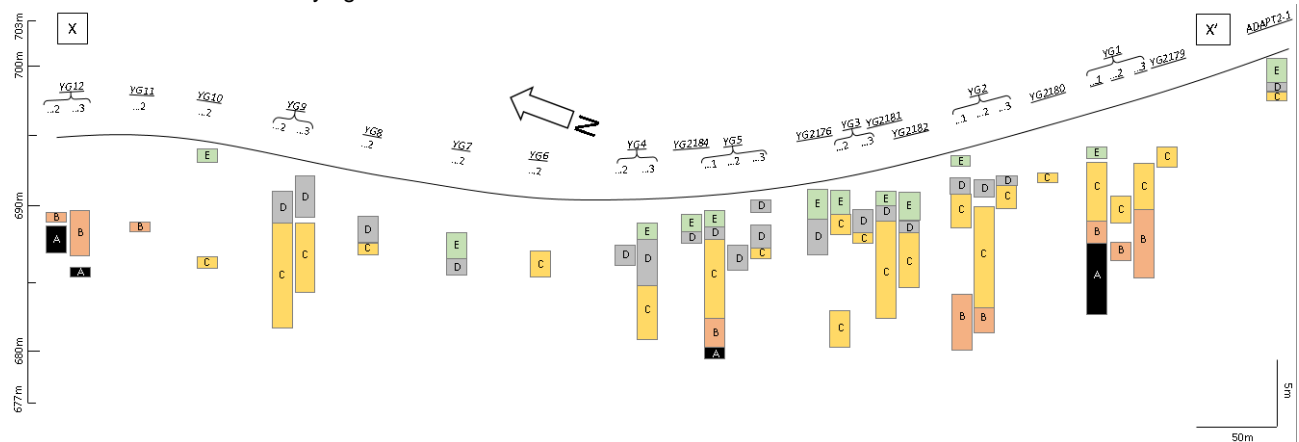 X
X'
ADAPT2-1
703m
700m
690m
680m
677m
YG12
...2 ...3
YG11
...2
YG10
...2
YG9
...2 ...3
YG8
...2
YG7
...2
YG6
...2
N
YG4
...2 ...3
YG2184
YG5
...1 ...2 ...3
YG2176
YG3
...2 ...3
YG2181
YG2182
YG2
...1 ...2 ...3
YG2180
YG1
...1 ...2 ...3
YG2179
B
A
B
A
B
E
C
D
C
D
C
D
C
E
D
C
D
E
D
C
E
D
E
D
C
B
A
D
D
D
C
E
D
E
C
C
D
C
E
D
C
E
D
C
E
D
C
B
D
C
B
D
C
C
E
C
B
A
C
B
C
B
C
E
D
C
5m
50m